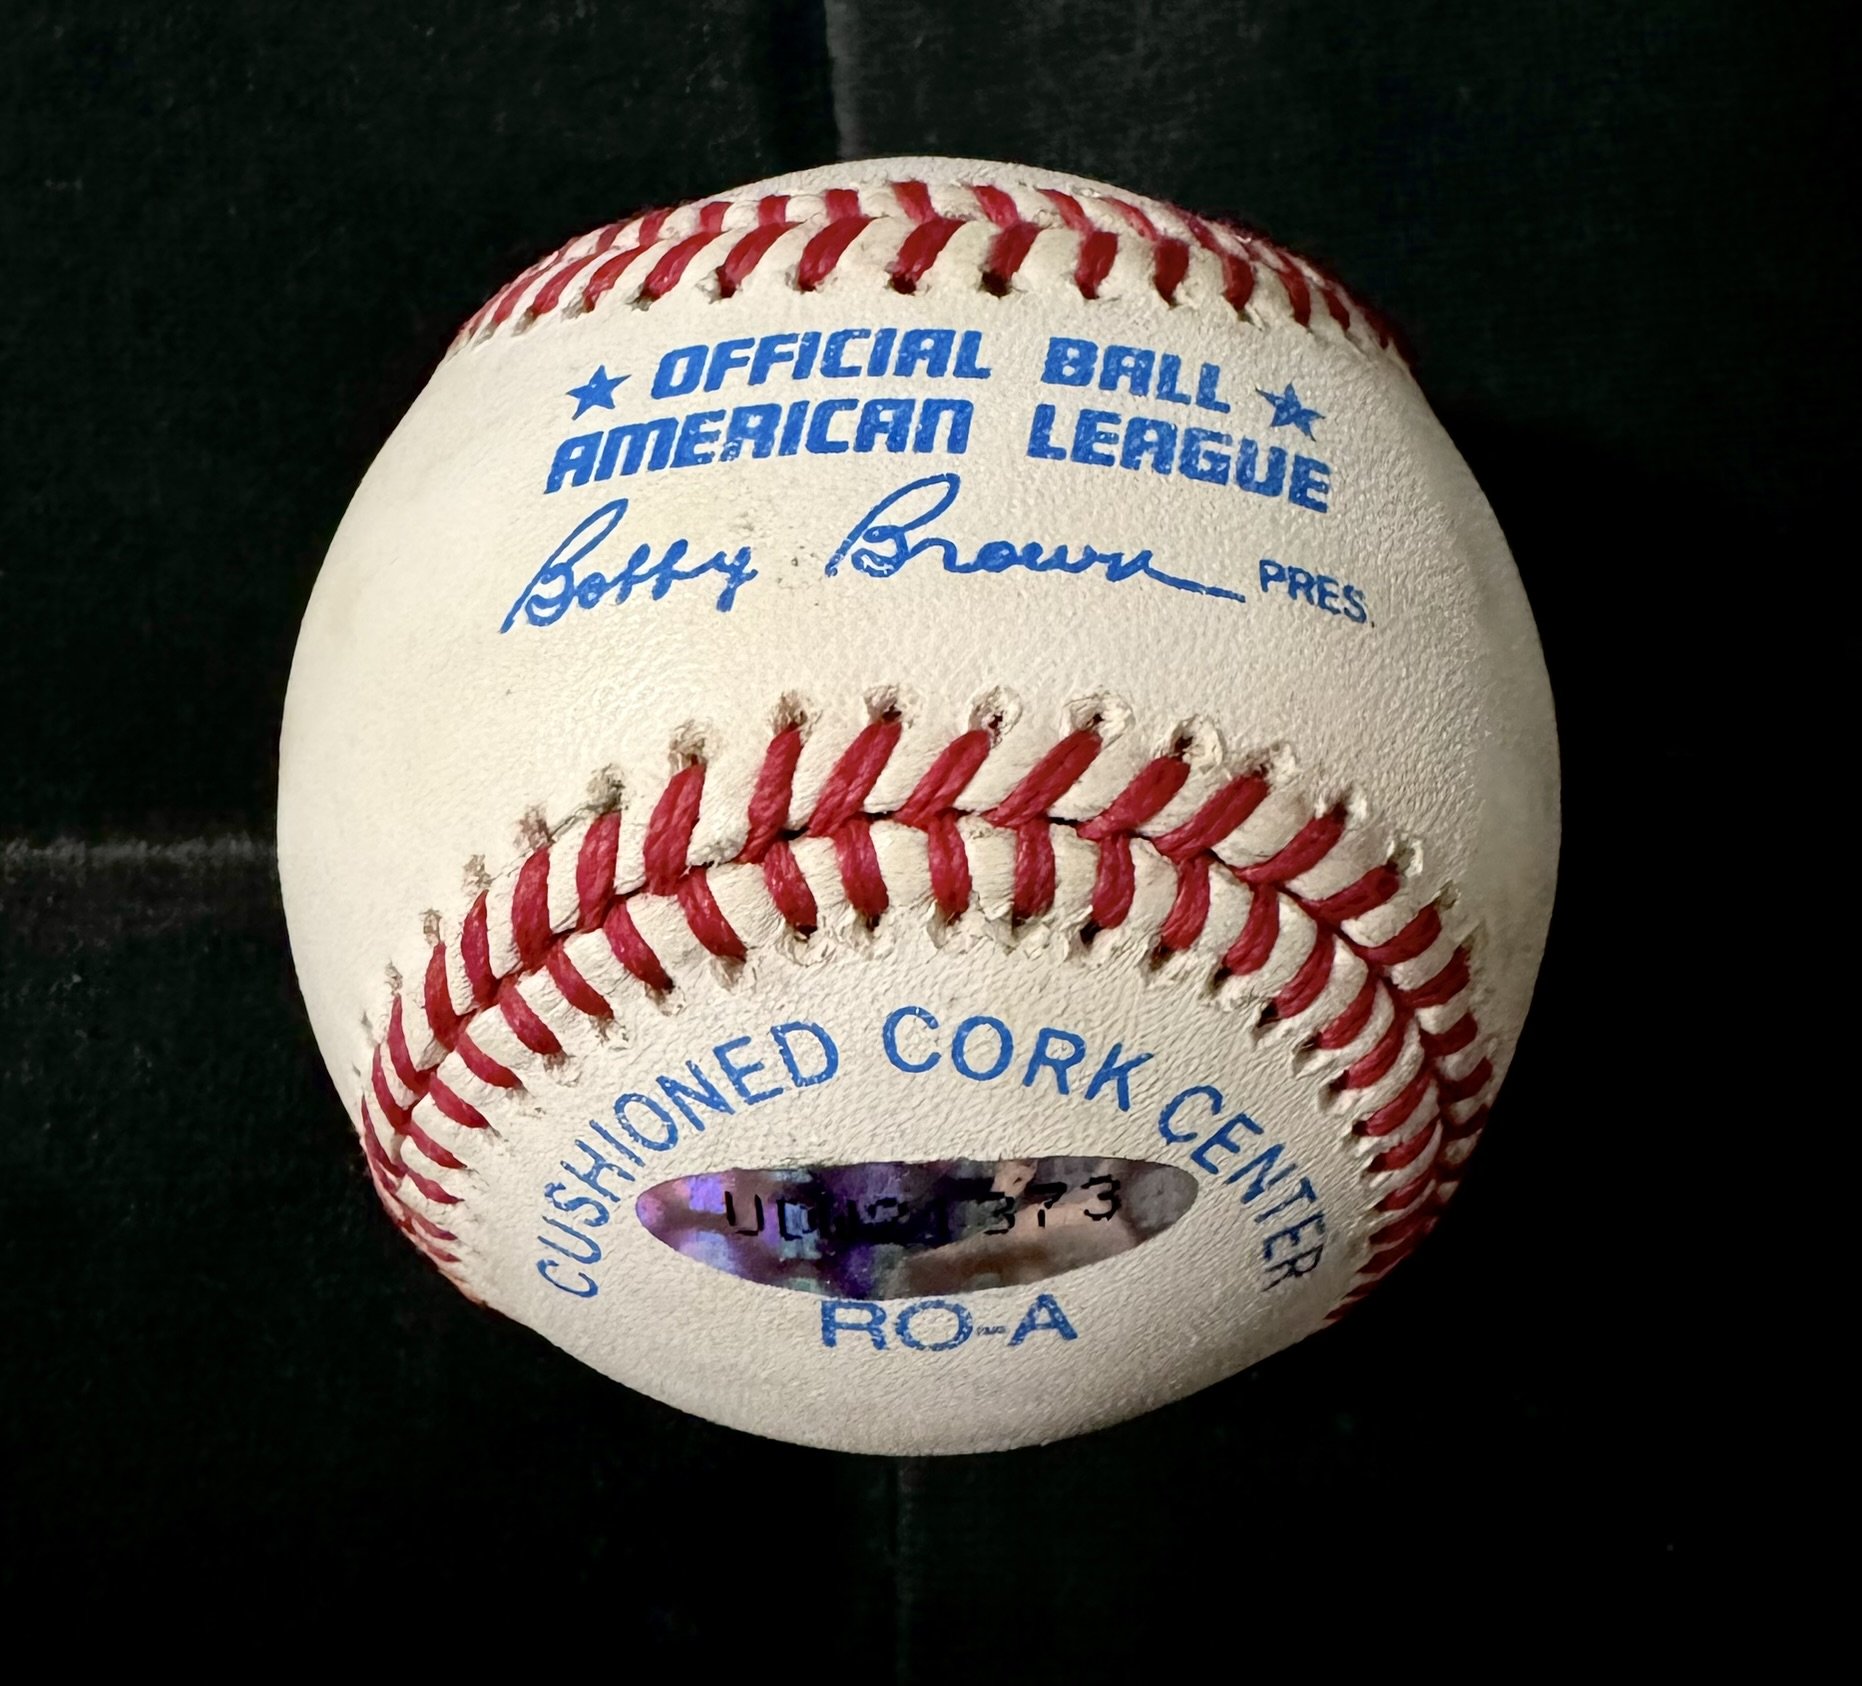 ★ OFFICIAL BALL ★
AMERICAN LEAGUE
Bobby Brown PRES.
CUSHIONED CORK CENTER
RO-A